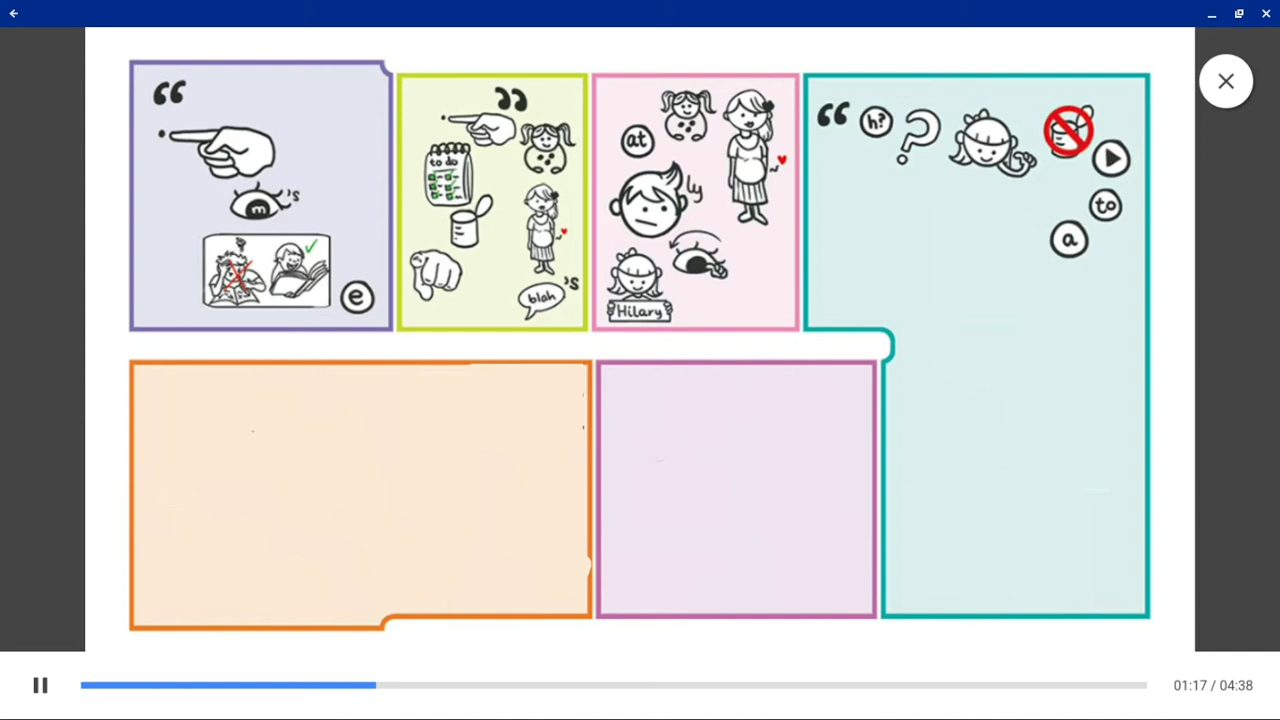 “
m 's
e
”
to do
blah 's
at
ly
Hilary
“ h? ?
to
a
01:17 / 04:38